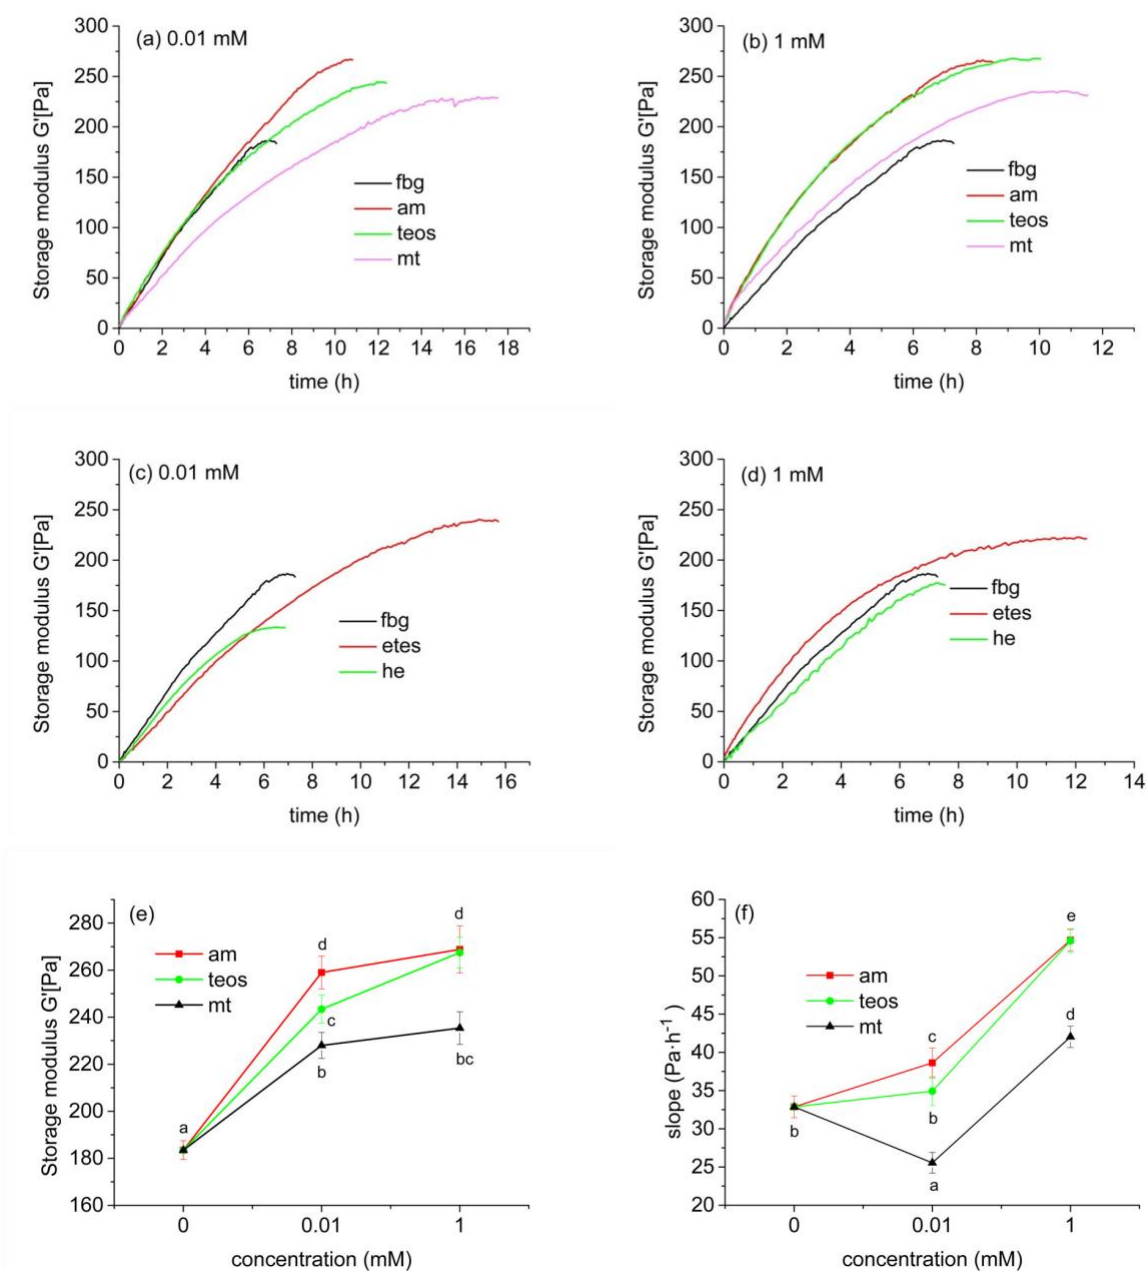 (a) 0.01 mM
300
250
200
150
100
50
0
Storage modulus G'[Pa]
fbg
am
teos
mt
0 2 4 6 8 10 12 14 16 18
time (h)
(b) 1 mM
300
250
200
150
100
50
0
Storage modulus G'[Pa]
fbg
am
teos
mt
0 2 4 6 8 10 12
time (h)
(c) 0.01 mM
300
250
200
150
100
50
0
Storage modulus G'[Pa]
fbg
etes
he
0 2 4 6 8 10 12 14 16
time (h)
(d) 1 mM
300
250
200
150
100
50
0
Storage modulus G'[Pa]
fbg
etes
he
0 2 4 6 8 10 12 14
time (h)
(e)
280
260
240
220
200
180
160
Storage modulus G'[Pa]
am
teos
mt
a
d
c
b
d
bc
0 0.01 1
concentration (mM)
(f)
60
55
50
45
40
35
30
25
20
slope (Pa·h⁻¹)
am
teos
mt
b
c
b
a
e
d
0 0.01 1
concentration (mM)